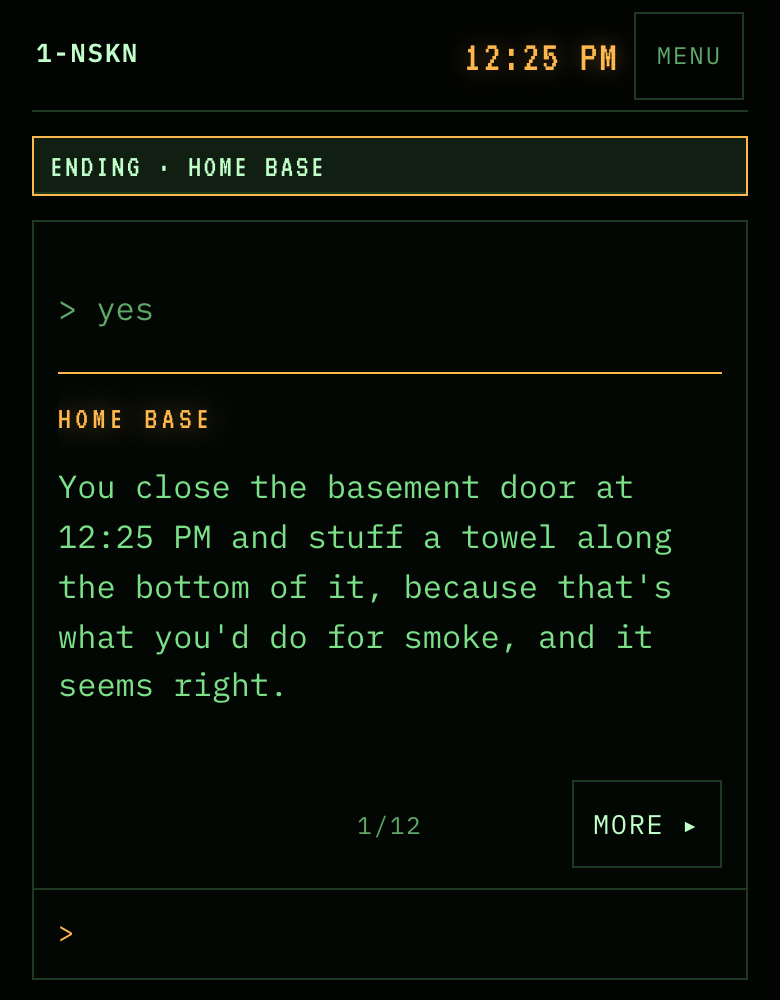 1-NSKN
12:25 PM
MENU
ENDING · HOME BASE
> yes
HOME BASE
You close the basement door at
12:25 PM and stuff a towel along
the bottom of it, because that's
what you'd do for smoke, and it
seems right.
1/12
MORE ▸
>